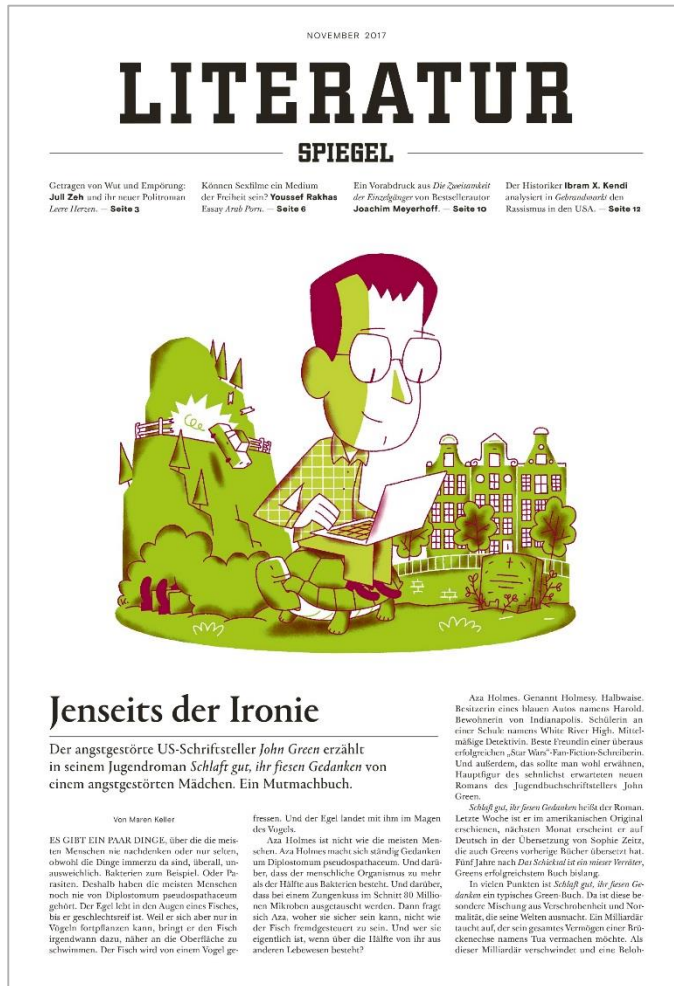 NOVEMBER 2017
LITERATUR
SPIEGEL
Getragen von Wut und Empörung:
Juli Zeh und ihr neuer Politroman
Leere Herzen. — Seite 3
Können Sexfilme ein Medium
der Freiheit sein? Youssef Rakhas
Essay Arab Porn. — Seite 6
Ein Vorabdruck aus Die Zweisamkeit
der Einzelgänger von Bestsellerautor
Joachim Meyerhoff. — Seite 10
Der Historiker Ibram X. Kendi
analysiert in Gebrandmarkt den
Rassismus in den USA. — Seite 12
Jenseits der Ironie
Der angstgestörte US-Schriftsteller John Green erzählt
in seinem Jugendroman Schlaft gut, ihr fiesen Gedanken von
einem angstgestörten Mädchen. Ein Mutmachbuch.
Von Maren Keller
ES GIBT EIN PAAR DINGE, über die die meis-
ten Menschen nie nachdenken oder nur selten,
obwohl die Dinge immerzu da sind, überall, un-
ausweichlich. Bakterien zum Beispiel. Oder Pa-
rasiten. Deshalb haben die meisten Menschen
noch nie von Diplostomum pseudospathaceum
gehört. Der Egel lebt in den Augen eines Fisches,
bis er geschlechtsreif ist. Weil er sich aber nur in
Vögeln fortpflanzen kann, bringt er den Fisch
irgendwann dazu, näher an die Oberfläche zu
schwimmen. Der Fisch wird von einem Vogel ge-
fressen. Und der Egel landet mit ihm im Magen
des Vogels.
Aza Holmes ist nicht wie die meisten Men-
schen. Aza Holmes macht sich ständig Gedanken
um Diplostomum pseudospathaceum. Und darü-
ber, dass der menschliche Organismus zu mehr
als der Hälfte aus Bakterien besteht. Und darüber,
dass bei einem Zungenkuss im Schnitt 80 Millio-
nen Mikroben ausgetauscht werden. Dann fragt
sich Aza, woher sie sicher sein kann, nicht wie
der Fisch fremdgesteuert zu sein. Und wer sie
eigentlich ist, wenn über die Hälfte von ihr aus
anderen Lebewesen besteht?
Aza Holmes. Genannt Holmesy. Halbwaise.
Besitzerin eines blauen Autos namens Harold.
Bewohnerin von Indianapolis. Schülerin an
einer Schule namens White River High. Mittel-
mäßige Detektivin. Beste Freundin einer überaus
erfolgreichen „Star Wars“-Fan-Fiction-Schreiberin.
Und außerdem, das sollte man wohl erwähnen,
Hauptfigur des sehnlichst erwarteten neuen
Romans des Jugendbuchschriftstellers John
Green.
Schlaft gut, ihr fiesen Gedanken heißt der Roman.
Letzte Woche ist er im amerikanischen Original
erschienen, nächsten Monat erscheint er auf
Deutsch in der Übersetzung von Sophie Zeitz,
die auch Greens vorherige Bücher übersetzt hat.
Fünf Jahre nach Das Schicksal ist ein mieser Verräter,
Greens erfolgreichstem Buch bislang.
In vielen Punkten ist Schlaft gut, ihr fiesen Ge-
danken ein typisches Green-Buch. Da ist diese be-
sondere Mischung aus Verschrobenheit und Nor-
malität, die seine Welten ausmacht. Ein Milliardär
taucht auf, der sein gesamtes Vermögen einer Brü-
ckenechse namens Tua vermachen möchte. Als
dieser Milliardär verschwindet und eine Beloh-